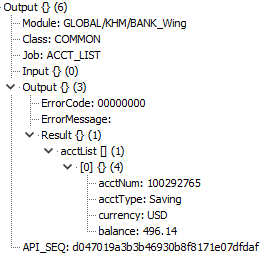 Output {} (6)
Module: GLOBAL/KHM/BANK_Wing
Class: COMMON
Job: ACCT_LIST
Input {} (0)
Output {} (3)
ErrorCode: 00000000
ErrorMessage:
Result {} (1)
acctList [] (1)
[0] {} (4)
acctNum: 100292765
acctType: Saving
currency: USD
balance: 496.14
API_SEQ: d047019a3b3b46930b8f8171e07dfdaf